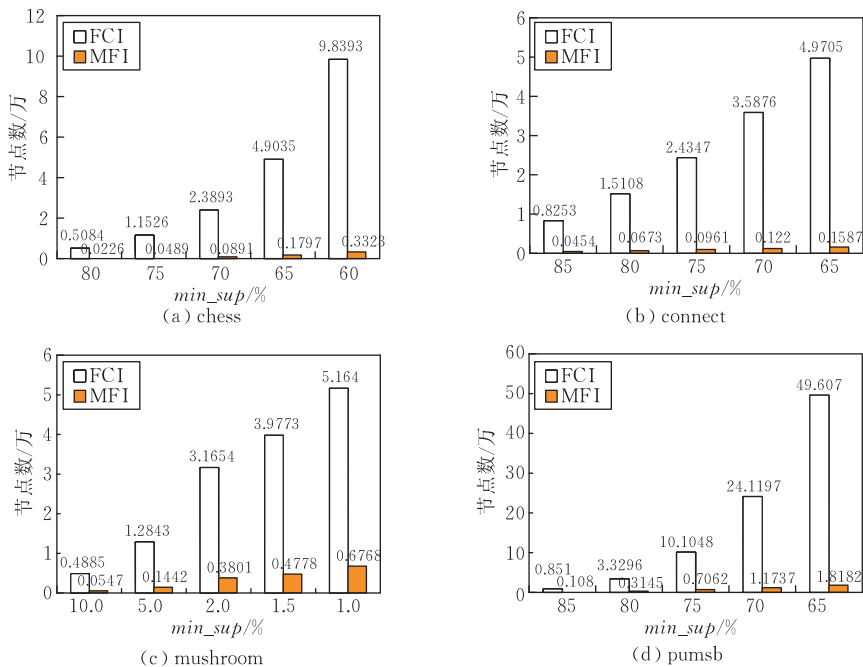 12
10
8
6
4
2
0
节点数/万
FCI
MFI
0.5084
0.0226
1.1526
0.0489
2.3893
0.0891
4.9035
0.1797
9.8393
0.3323
80 75 70 65 60
min_sup/%
(a) chess
6
5
4
3
2
1
0
节点数/万
FCI
MFI
0.8253
0.0454
1.5108
0.0673
2.4347
0.0961
3.5876
0.122
4.9705
0.1587
85 80 75 70 65
min_sup/%
(b) connect
6
5
4
3
2
1
0
节点数/万
FCI
MFI
0.4885
0.0547
1.2843
0.1442
3.1654
0.3801
3.9773
0.4778
5.164
0.6768
10.0 5.0 2.0 1.5 1.0
min_sup/%
(c) mushroom
60
50
40
30
20
10
0
节点数/万
FCI
MFI
0.851
0.108
3.3296
0.3145
10.1048
0.7062
24.1197
1.1737
49.607
1.8182
85 80 75 70 65
min_sup/%
(d) pumsb